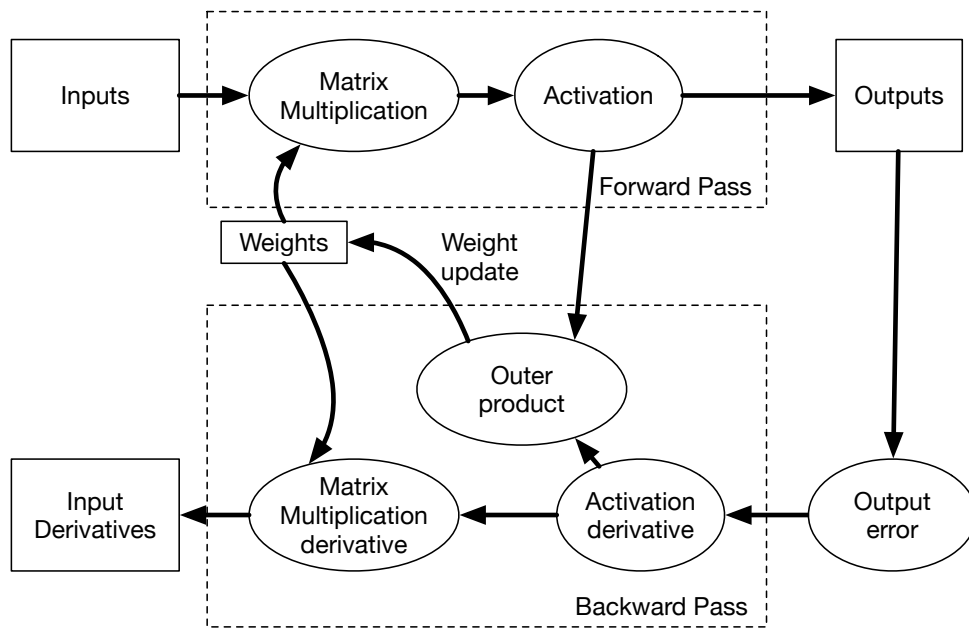 Inputs
Matrix
Multiplication
Activation
Outputs
Forward Pass
Weights
Weight
update
Outer
product
Input
Derivatives
Matrix
Multiplication
derivative
Activation
derivative
Output
error
Backward Pass